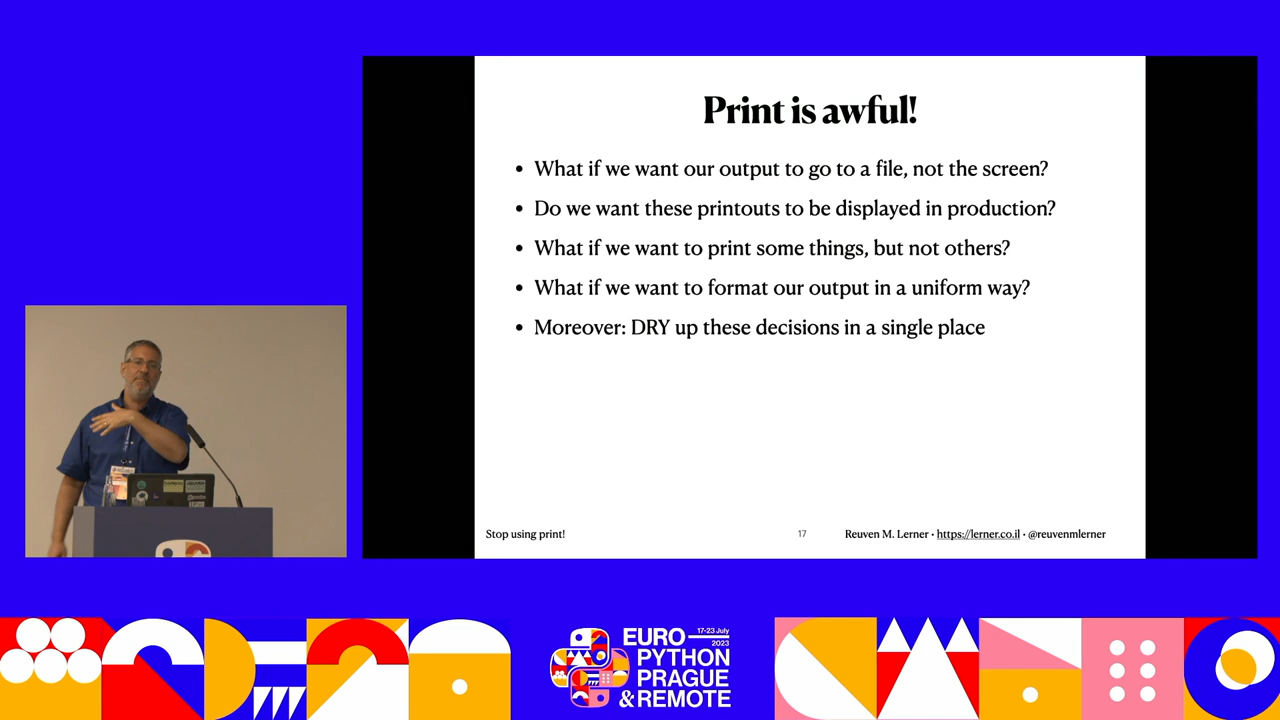 Print is awful!
• What if we want our output to go to a file, not the screen?
• Do we want these printouts to be displayed in production?
• What if we want to print some things, but not others?
• What if we want to format our output in a uniform way?
• Moreover: DRY up these decisions in a single place
Stop using print!
17
Reuven M. Lerner • https://lerner.co.il • @reuvenmlerner
17-23 July
2023
EURO
PYTHON
PRAGUE
& REMOTE